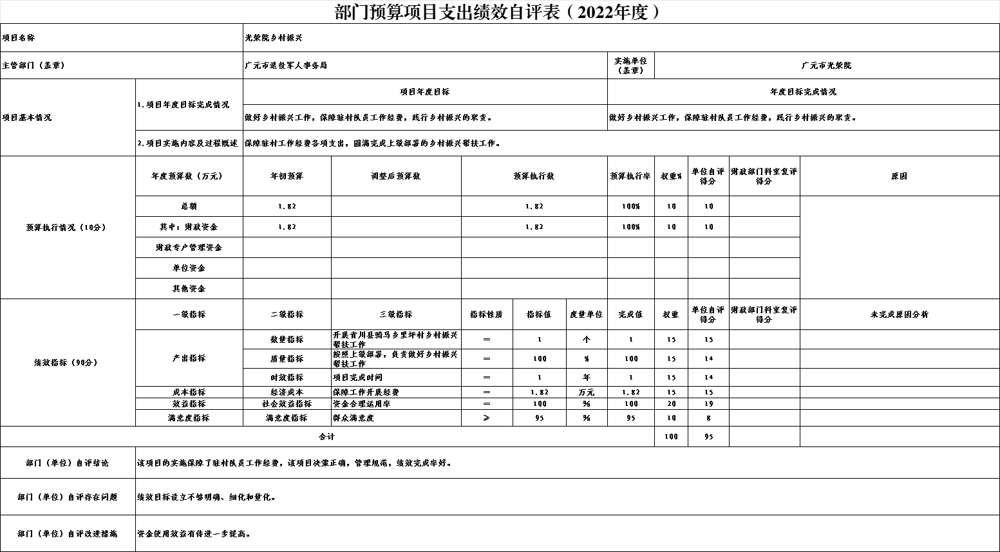 部门预算项目支出绩效自评表（2022年度）
项目名称 光荣院乡村振兴
主管部门（盖章） 广元市退役军人事务局 实施单位（盖章） 广元市光荣院
项目基本情况 1.项目年度目标完成情况 项目年度目标 年度目标完成情况
做好乡村振兴工作，保障驻村队员工作经费，践行乡村振兴的职责。 做好乡村振兴工作，保障驻村队员工作经费，践行乡村振兴的职责。
2.项目实施内容及过程概述 保障驻村工作经费各项支出，圆满完成上级部署的乡村振兴帮扶工作。
预算执行情况（10分） 年度预算数（万元） 年初预算 调整后预算数 预算执行数 预算执行率 权重% 单位自评得分 财政部门科室复评得分 原因
总额 1.82 1.82 100% 10 10
其中：财政资金 1.82 1.82 100% 10 10
财政专户管理资金
单位资金
其他资金
绩效指标（90分） 一级指标 二级指标 三级指标 指标性质 指标值 度量单位 完成值 权重 单位自评得分 财政部门科室复评得分 未完成原因分析
产出指标 数量指标 开展青川县骑马乡里坪村乡村振兴帮扶工作 ＝ 1 个 1 15 15
质量指标 按照上级部署，负责做好乡村振兴帮扶工作 ＝ 100 % 100 15 14
时效指标 项目完成时间 ＝ 1 年 1 15 14
成本指标 经济成本 保障工作开展经费 ＝ 1.82 万元 1.82 15 15
效益指标 社会效益指标 资金合理运用率 ＝ 100 % 100 20 19
满意度指标 满意度指标 群众满意度 ≥ 95 % 95 10 8
合计 100 95
部门（单位）自评结论 该项目的实施保障了驻村队员工作经费，该项目决策正确，管理规范，绩效完成率好。
部门（单位）自评存在问题 绩效目标设立不够明确、细化和量化。
部门（单位）自评改进措施 资金使用效益有待进一步提高。